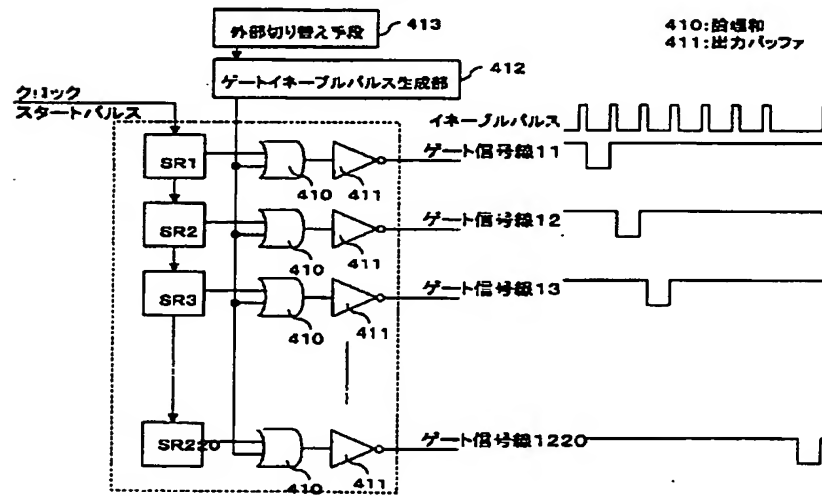 外部切り替え手段
413
410:論理和
411:出力バッファ
ゲートイネーブルパルス生成部
412
クロック
スタートパルス
イネーブルパルス
SR1
410
411
ゲート信号線11
SR2
410
411
ゲート信号線12
SR3
410
411
ゲート信号線13
SR220
410
411
ゲート信号線1220